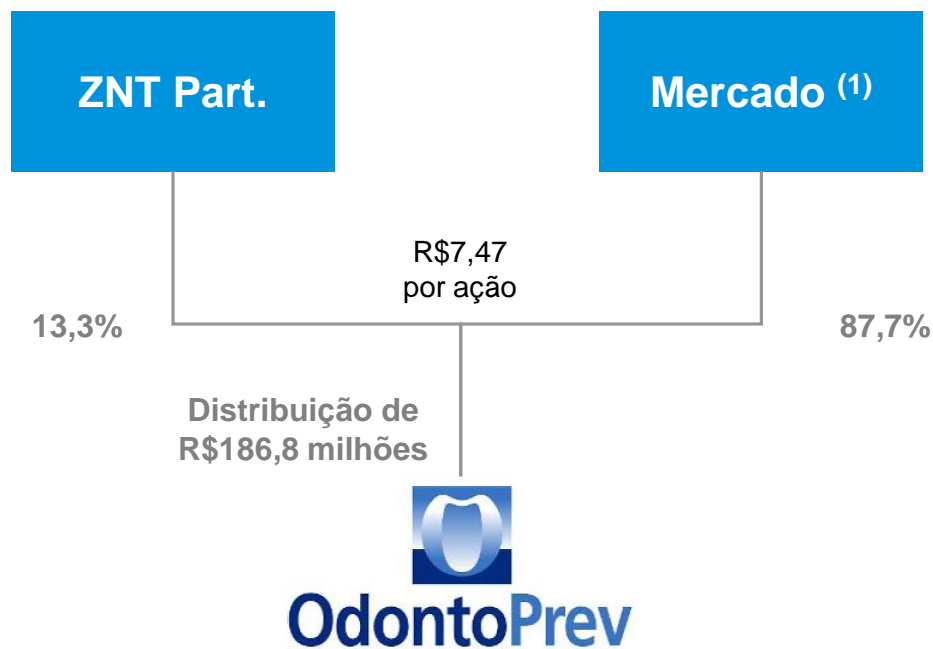 ZNT Part.
Mercado (1)
R$7,47
por ação
13,3%
87,7%
Distribuição de
R$186,8 milhões
OdontoPrev